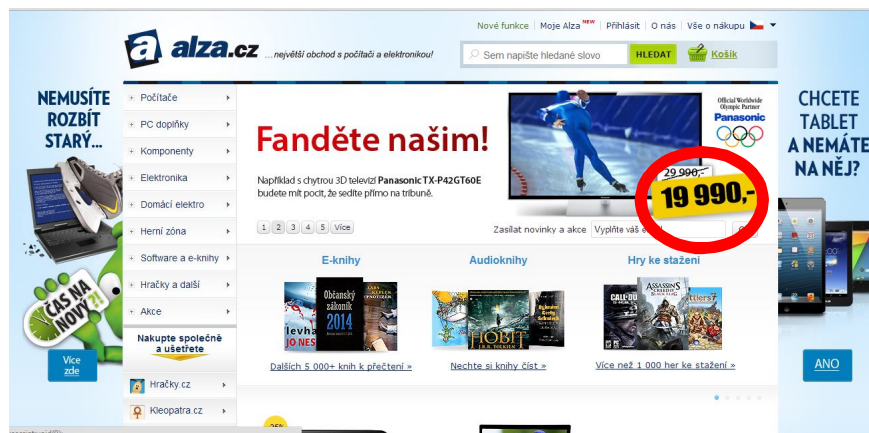 Nové funkce Moje Alza NEW Přihlásit O nás Vše o nákupu
a alza.cz ...největší obchod s počítači a elektronikou!
Sem napište hledané slovo HLEDAT Košík
NEMUSÍTE
ROZBÍT
STARÝ...
ČAS NA
NOVÝ?!
Více
zde
Počítače
PC doplňky
Komponenty
Elektronika
Domácí elektro
Herní zóna
Software a e-knihy
Hračky a další
Akce
Nakupte společně
a ušetřete
Hračky.cz
Kleopatra.cz
Fanděte našim!
Například s chytrou 3D televizí Panasonic TX-P42GT60E
budete mít pocit, že sedíte přímo na tribuně.
Official Worldwide
Olympic Partner
Panasonic
29 990,-
19 990,-
1 2 3 4 5 Více
Zasílat novinky a akce Vyplňte váš
E-knihy
Audioknihy
Hry ke stažení
Občanský
zákoník
2014
JO NES
HOBIT
J.R.R. TOLKIEN
CALL DUTY
ASSASSIN'S
CREED
Dalších 5 000+ knih k přečtení »
Nechte si knihy číst »
Více než 1 000 her ke stažení »
CHCETE
TABLET
A NEMÁTE
NA NĚJ?
ANO